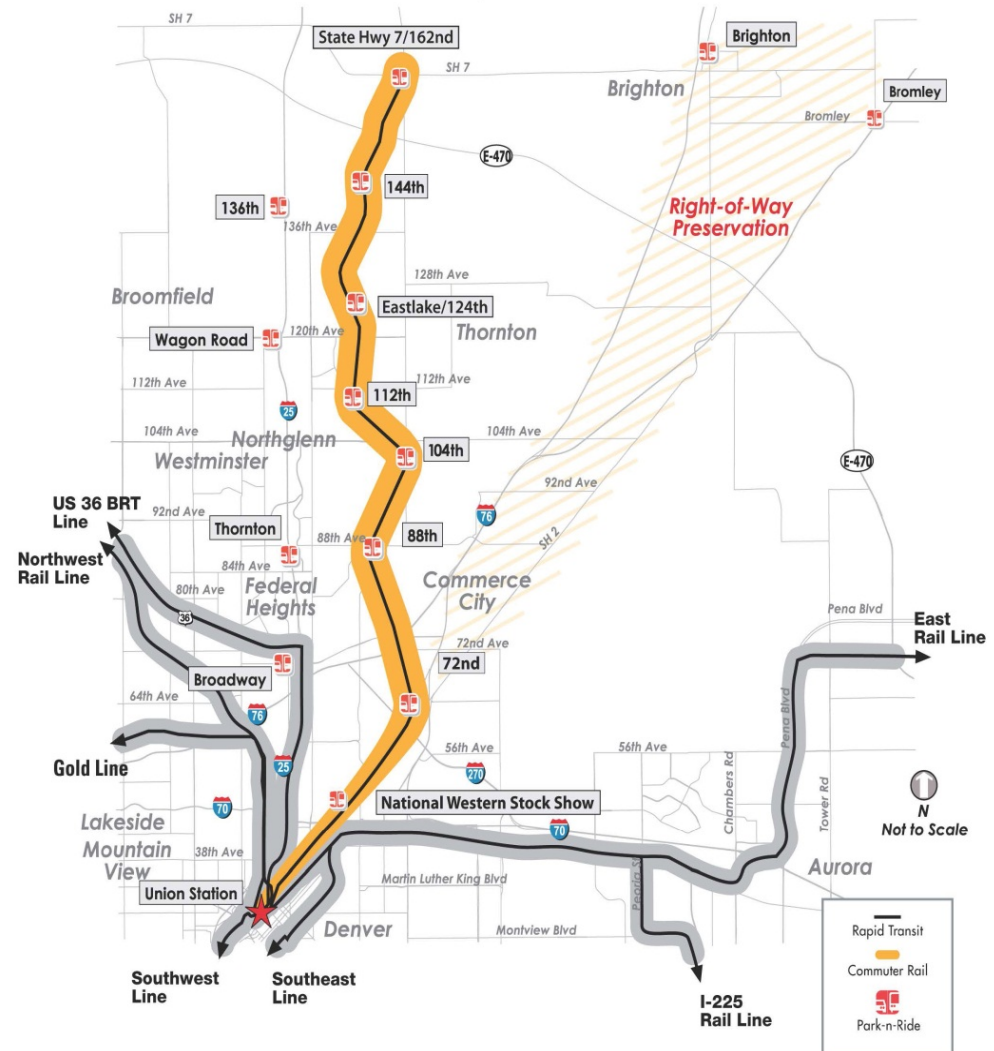 SH 7
State Hwy 7/162nd
Brighton
SH 7
Brighton
Bromley
Bromley
E-470
144th
136th
Right-of-Way
Preservation
136th Ave
128th Ave
Broomfield
Eastlake/124th
Thornton
120th Ave
Wagon Road
112th Ave
112th Ave
112th
25
104th Ave
Northglenn
104th Ave
Westminster
104th
E-470
92nd Ave
US 36 BRT
Line
92nd Ave
76
Thornton
88th Ave
88th
SH 2
Northwest
Rail Line
84th Ave
Federal
Heights
Commerce
City
80th Ave
36
Pena Blvd
East
Rail Line
72nd Ave
72nd
Broadway
64th Ave
76
Pena Blvd
56th Ave
56th Ave
Gold Line
25
270
Chambers Rd
Tower Rd
N
Not to Scale
National Western Stock Show
70
70
Lakeside
Mountain
View
38th Ave
Peoria St
Aurora
Martin Luther King Blvd
Union Station
Denver
Montview Blvd
Rapid Transit
Commuter Rail
Park-n-Ride
Southwest
Line
Southeast
Line
I-225
Rail Line